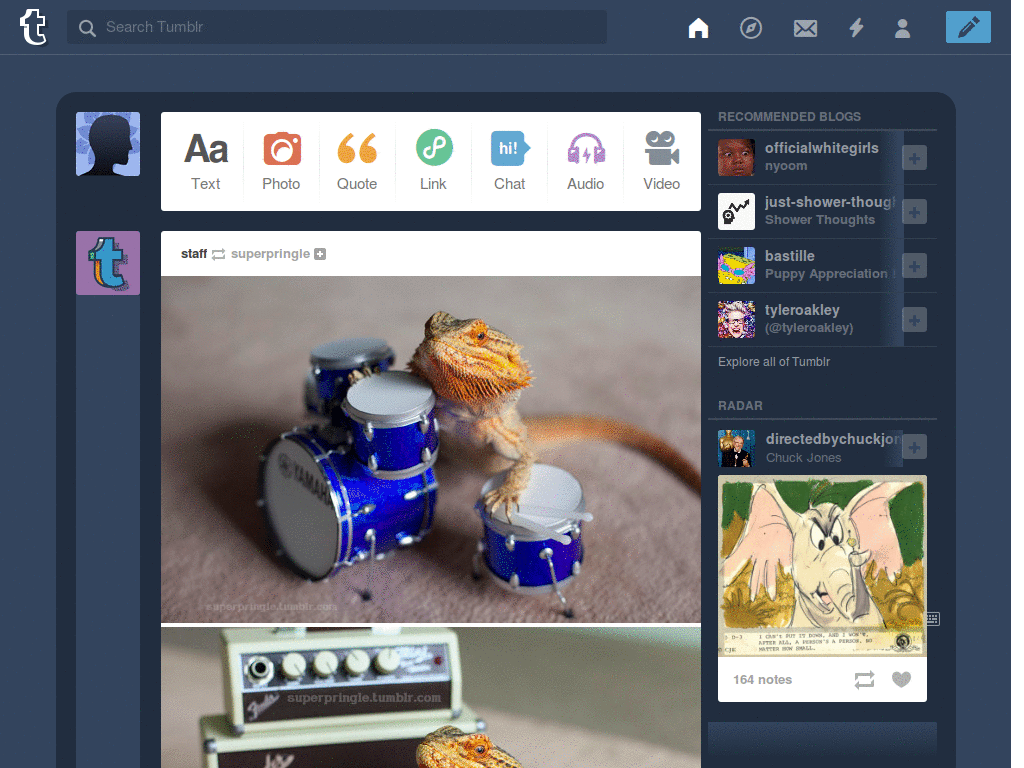 Search Tumblr
Aa
hi!
Text
Photo
Quote
Link
Chat
Audio
Video
staff superpringle
YAMAHA
superpringle.tumblr.com
superpringle.tumblr.com
Fender
RECOMMENDED BLOGS
officialwhitegirls
nyoom
just-shower-though
Shower Thoughts
bastille
Puppy Appreciation
tyleroakley
(@tyleroakley)
Explore all of Tumblr
RADAR
directedbychuckjon
Chuck Jones
I CAN'T PUT IT DOWN, AND I WON'T,
AFTER ALL, A PERSON'S A PERSON, NO
MATTER HOW SMALL.
CJE
164 notes